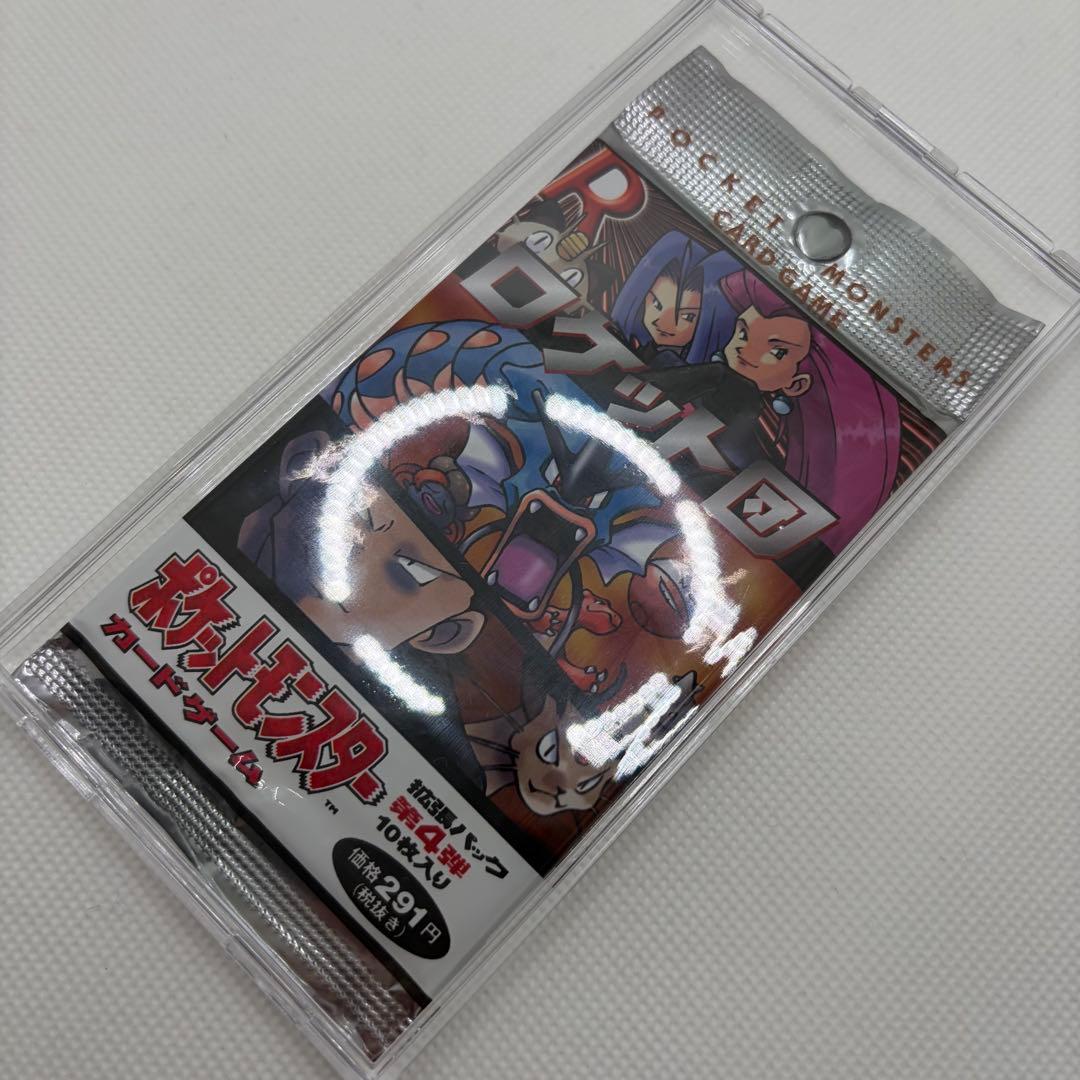 POCKET MONSTERS
CARD GAME
R
ロケット団
ポケットモンスター
カードゲーム
TM
拡張パック
第4弾
10枚入り
価格291円
(税抜き)